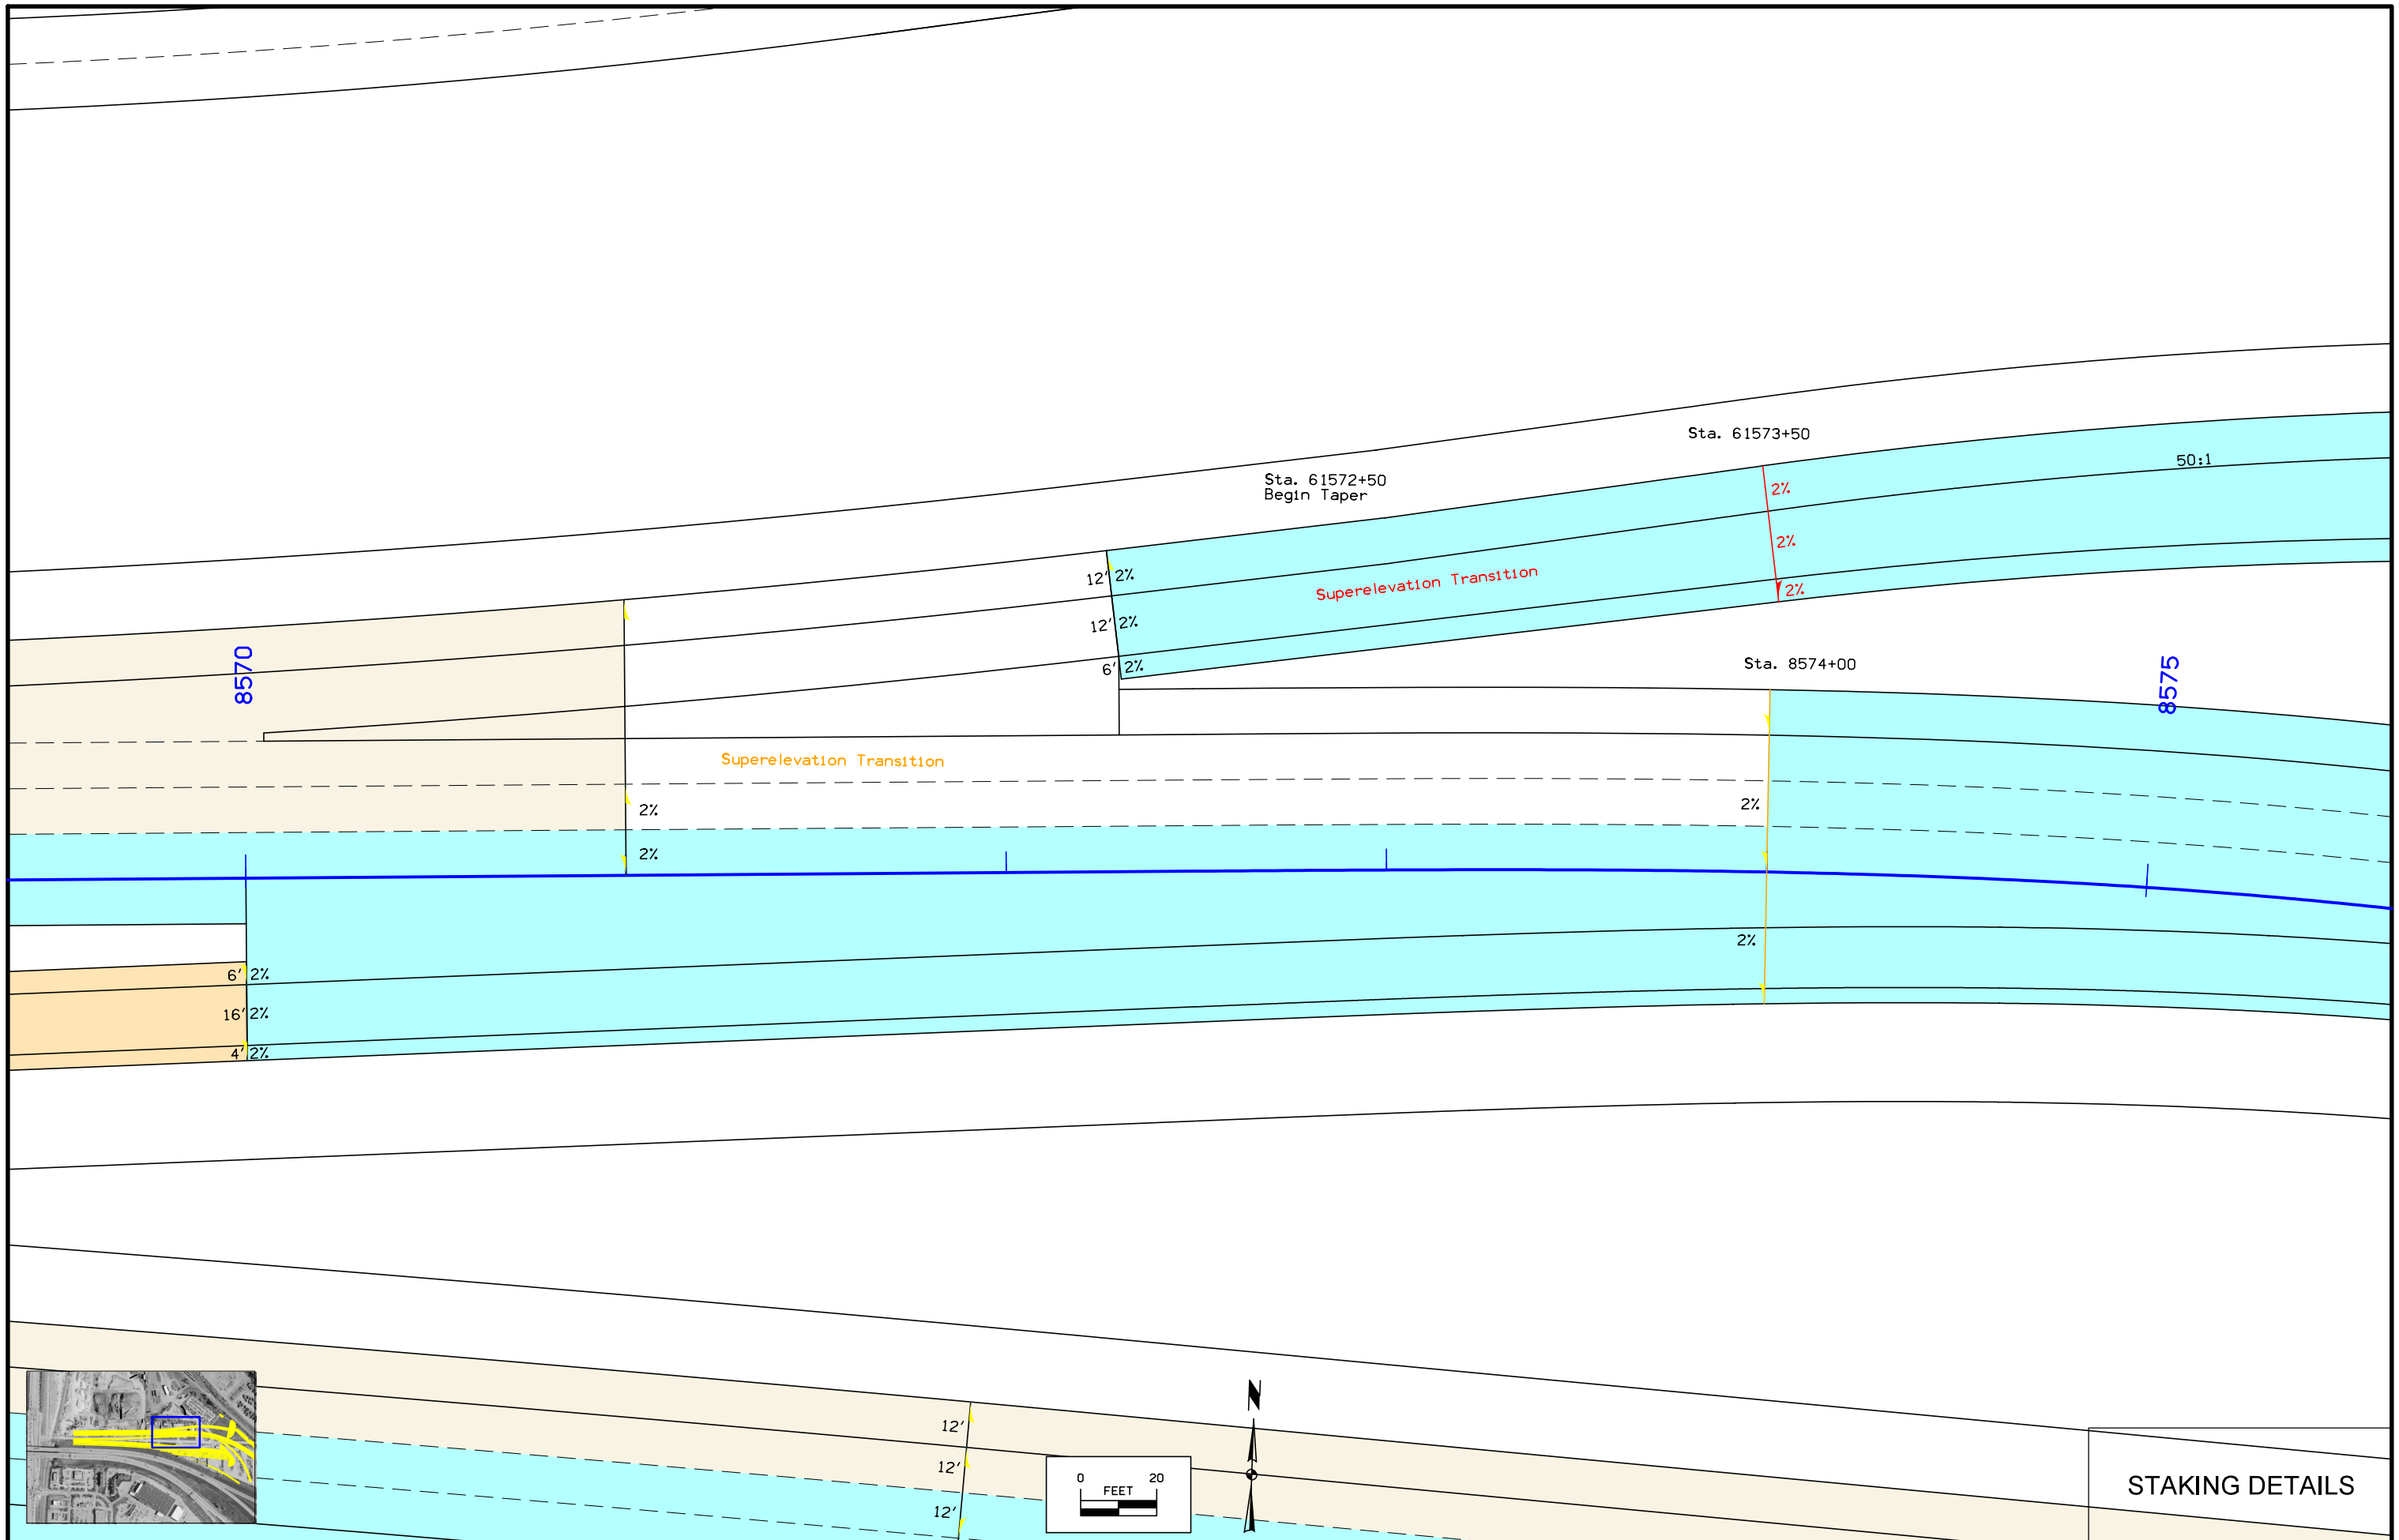 Sta. 61573+50
50:1
Sta. 61572+50
Begin Taper
2%
2%
2%
12' 2%
12' 2%
6' 2%
Superelevation Transition
Sta. 8574+00
8570
8575
Superelevation Transition
2%
2%
2%
2%
6' 2%
16' 2%
4' 2%
12'
12'
12'
N
0 20
FEET
STAKING DETAILS